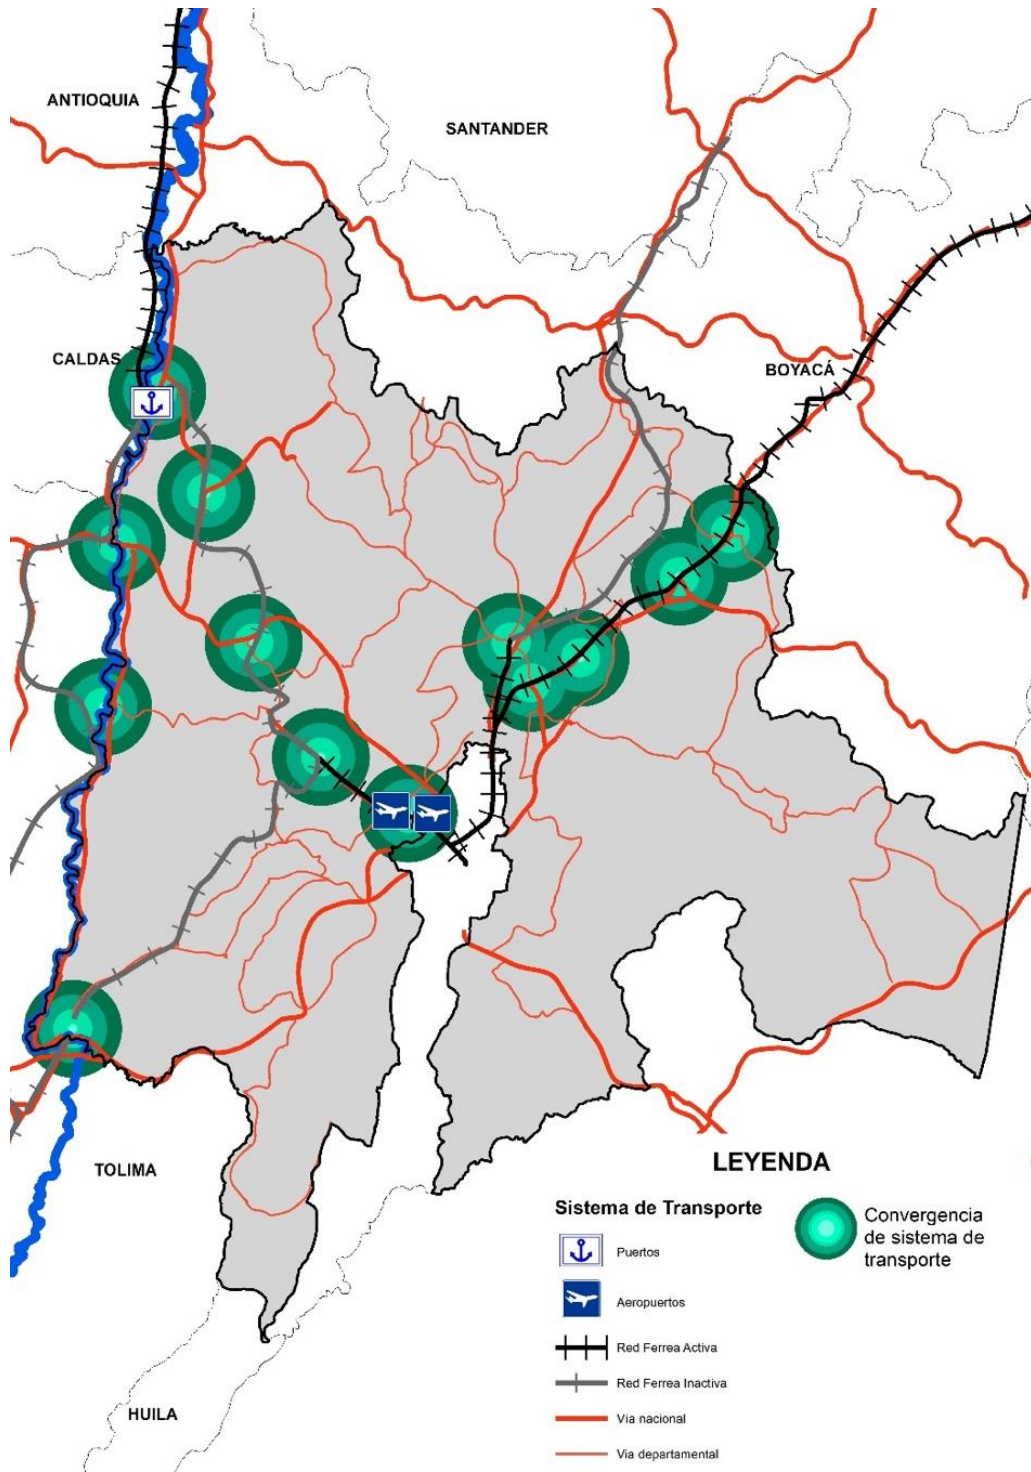 ANTIOQUIA
SANTANDER
CALDAS
BOYACÁ
TOLIMA
HUILA
LEYENDA
Sistema de Transporte
Puertos
Aeropuertos
Red Ferrea Activa
Red Ferrea Inactiva
Via nacional
Via departamental
Convergencia
de sistema de
transporte